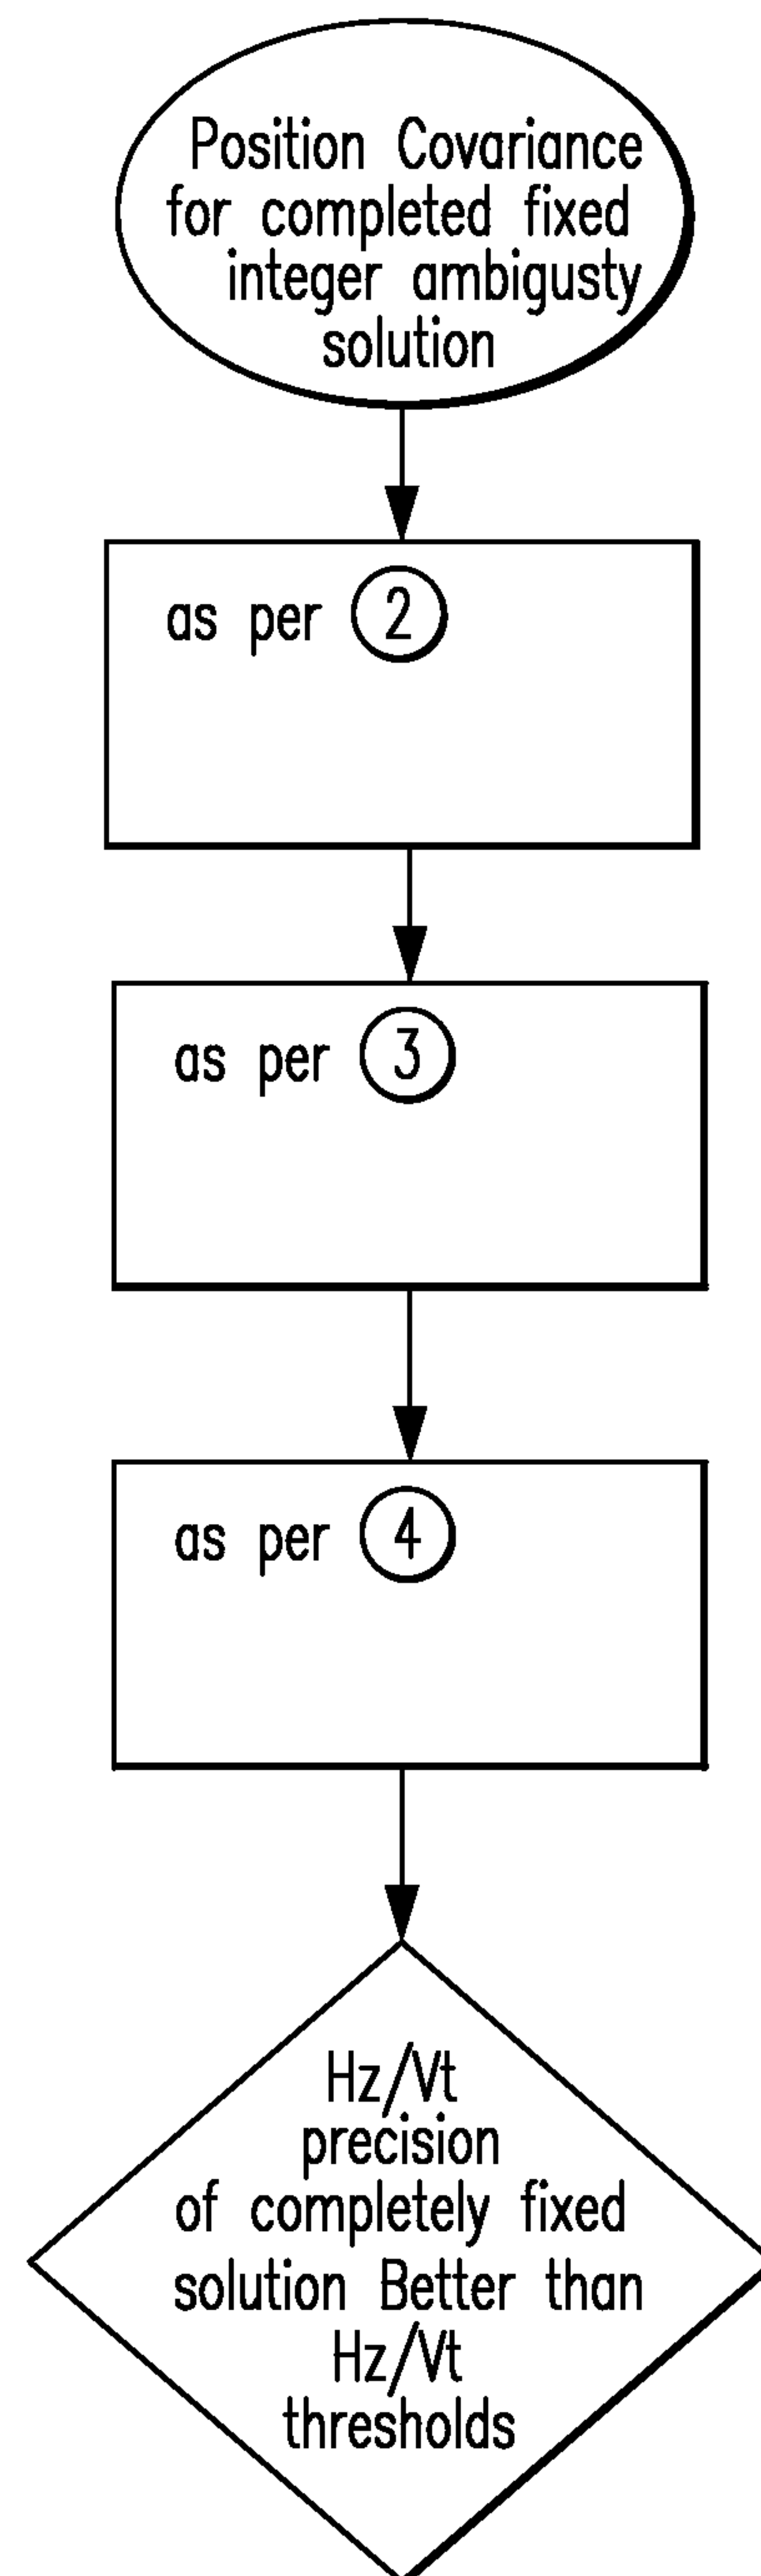 Position Covariance
for completed fixed
integer ambigusty
solution
as per 2
as per 3
as per 4
Hz/Vt
precision
of completely fixed
solution Better than
Hz/Vt
thresholds